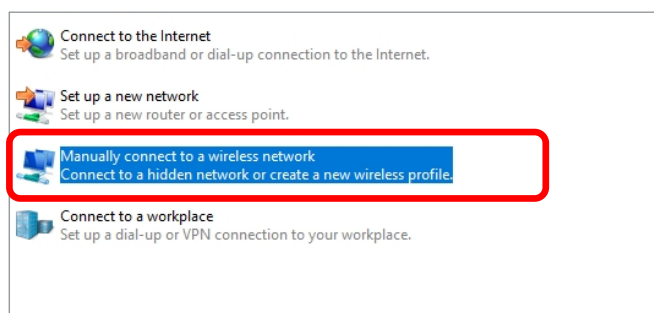 Connect to the Internet
Set up a broadband or dial-up connection to the Internet.
Set up a new network
Set up a new router or access point.
Manually connect to a wireless network
Connect to a hidden network or create a new wireless profile.
Connect to a workplace
Set up a dial-up or VPN connection to your workplace.